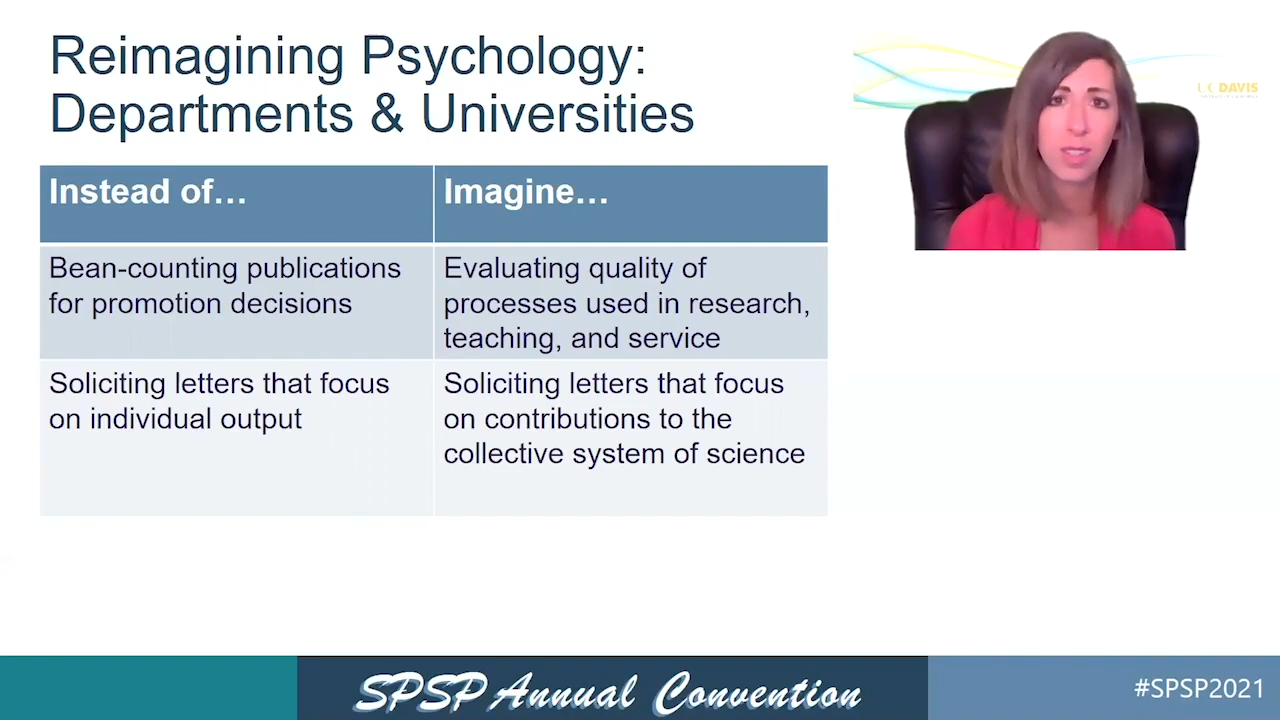 Reimagining Psychology:
Departments & Universities
Instead of…
Imagine…
Bean-counting publications
for promotion decisions
Evaluating quality of
processes used in research,
teaching, and service
Soliciting letters that focus
on individual output
Soliciting letters that focus
on contributions to the
collective system of science
UC DAVIS
SPSP Annual Convention
#SPSP2021